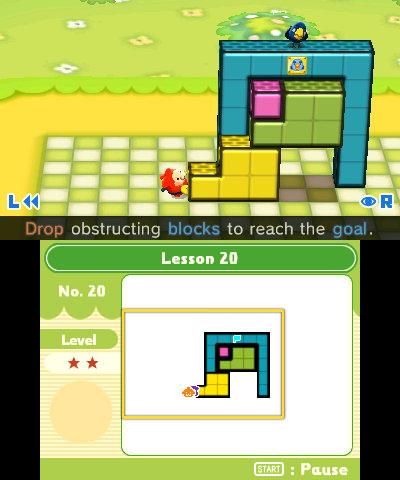 L
R
Drop obstructing blocks to reach the goal.
Lesson 20
No. 20
Level
START : Pause